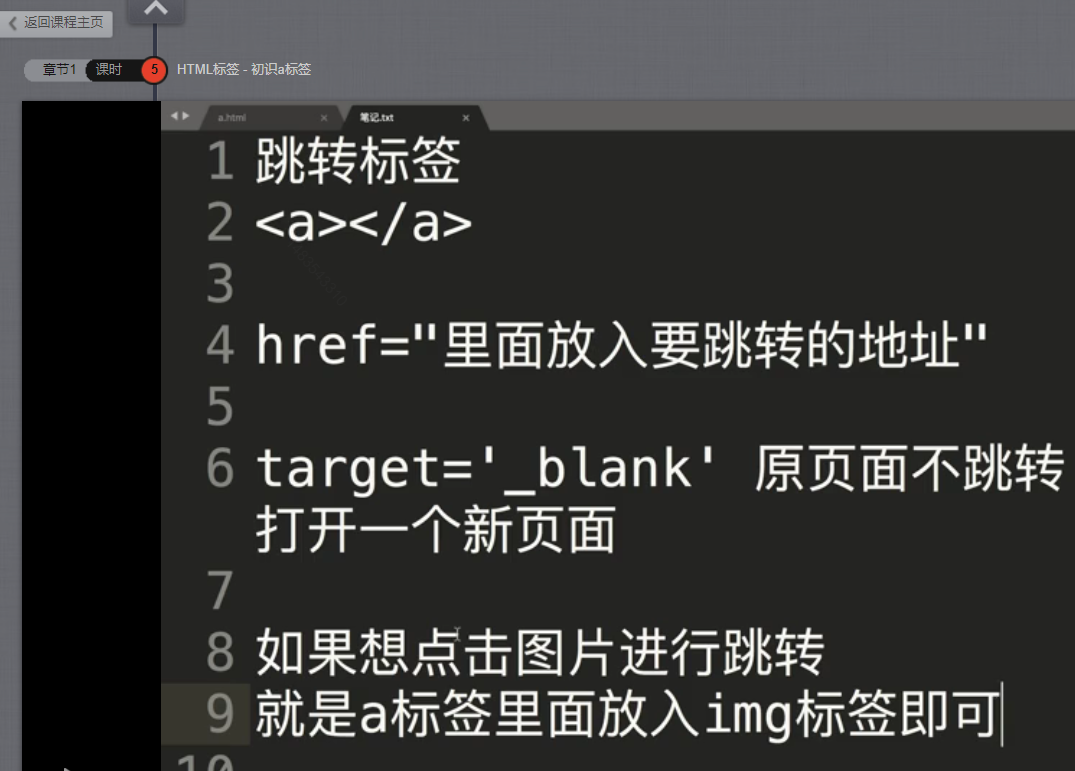 返回课程主页
章节1 课时 5 HTML标签 - 初识a标签
a.html × 笔记.txt ×
1 跳转标签
2 <a></a>
3
4 href="里面放入要跳转的地址"
5
6 target='_blank' 原页面不跳转
打开一个新页面
7
8 如果想点击图片进行跳转
9 就是a标签里面放入img标签即可
10